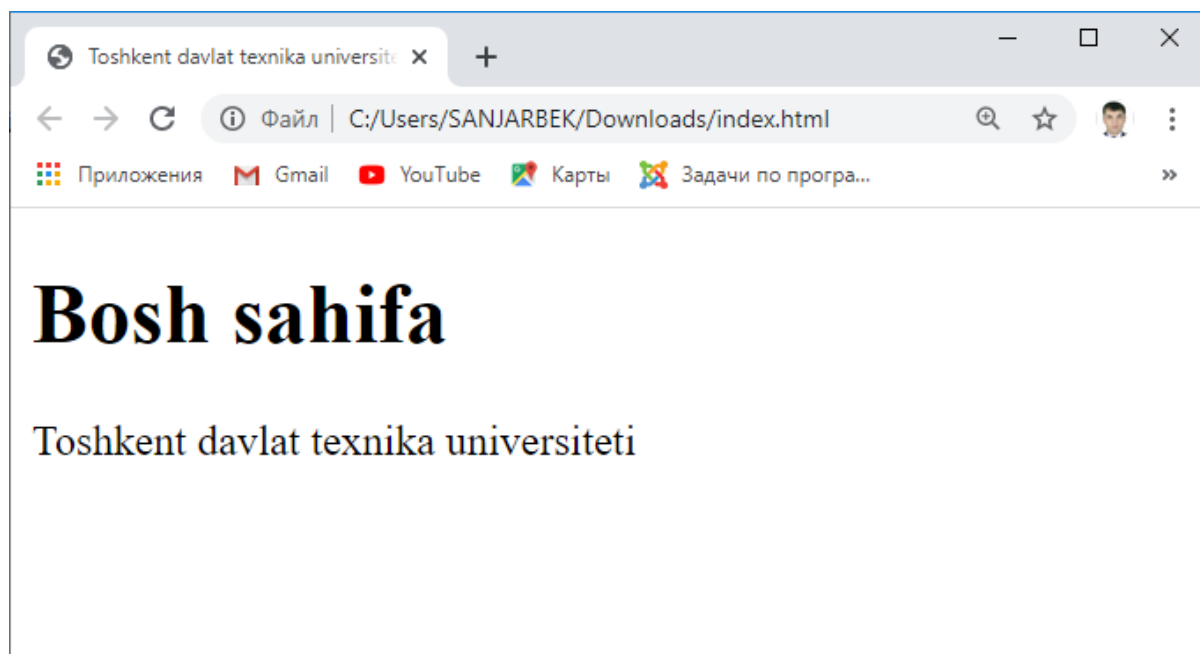 Toshkent davlat texnika universite
Файл C:/Users/SANJARBEK/Downloads/index.html
Приложения Gmail YouTube Карты Задачи по програ... »
Bosh sahifa
Toshkent davlat texnika universiteti